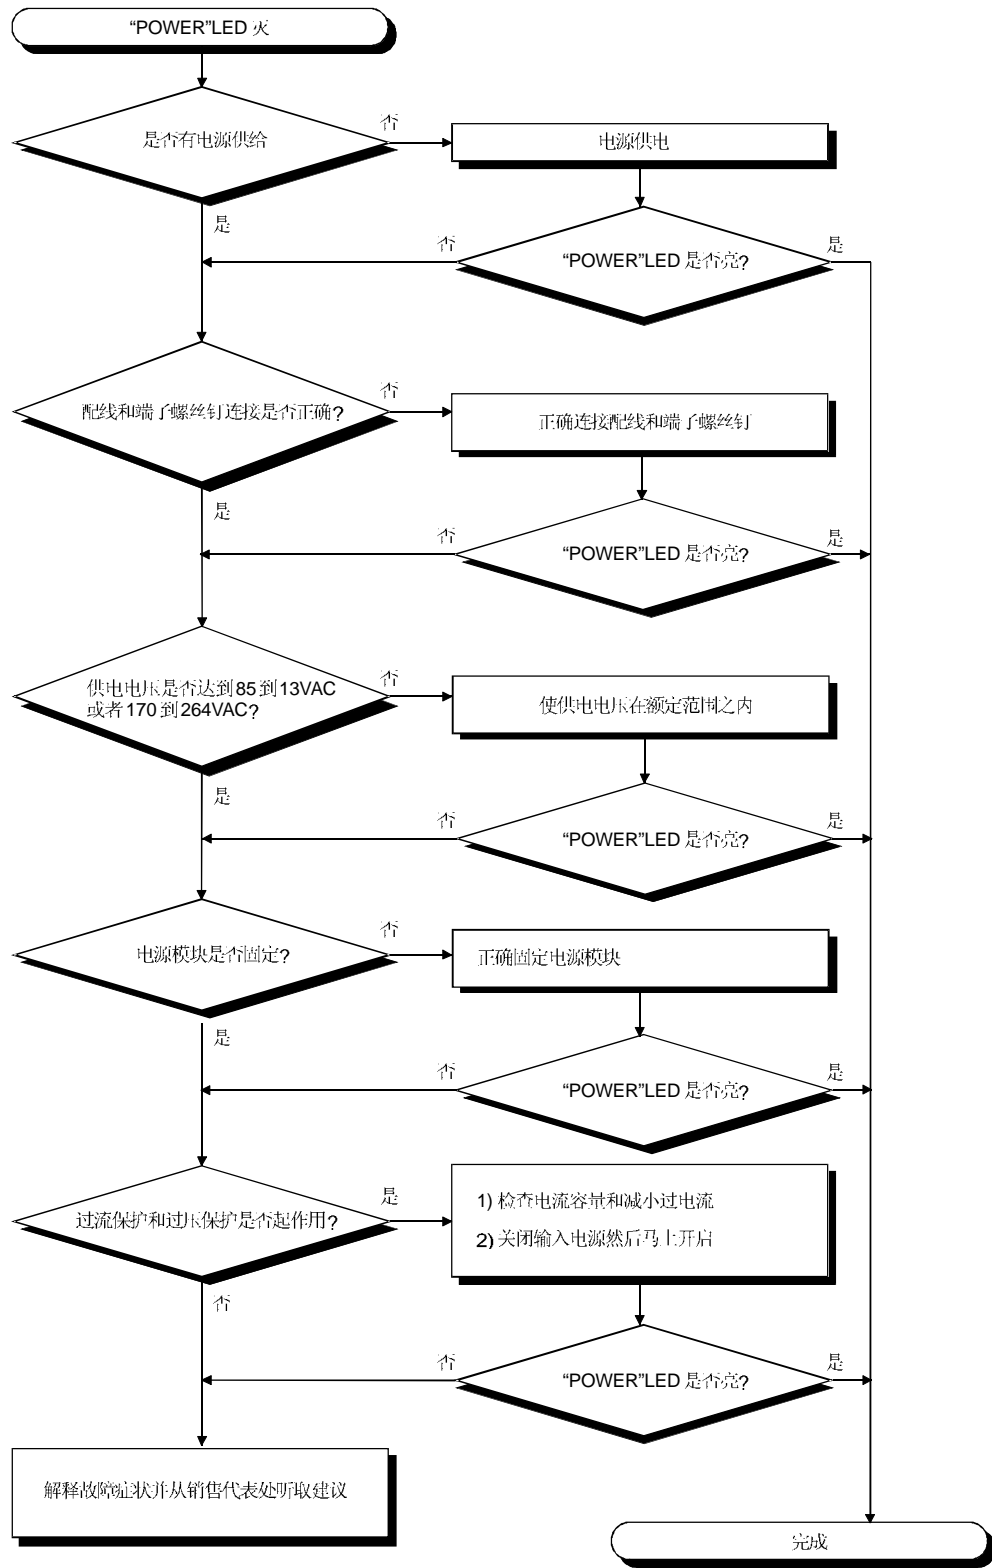 “POWER”LED 灭
是否有电源供给
否
电源供电
是
否
“POWER”LED 是否亮?
是
配线和端子螺丝钉连接是否正确?
否
正确连接配线和端子螺丝钉
是
否
“POWER”LED 是否亮?
是
供电电压是否达到85到13VAC
或者170到264VAC?
否
使供电电压在额定范围之内
是
否
“POWER”LED 是否亮?
是
电源模块是否固定?
否
正确固定电源模块
是
否
“POWER”LED 是否亮?
是
过流保护和过压保护是否起作用?
是
1) 检查电流容量和减小过电流
2) 关闭输入电源然后马上开启
否
否
“POWER”LED 是否亮?
是
解释故障症状并从销售代表处听取建议
完成